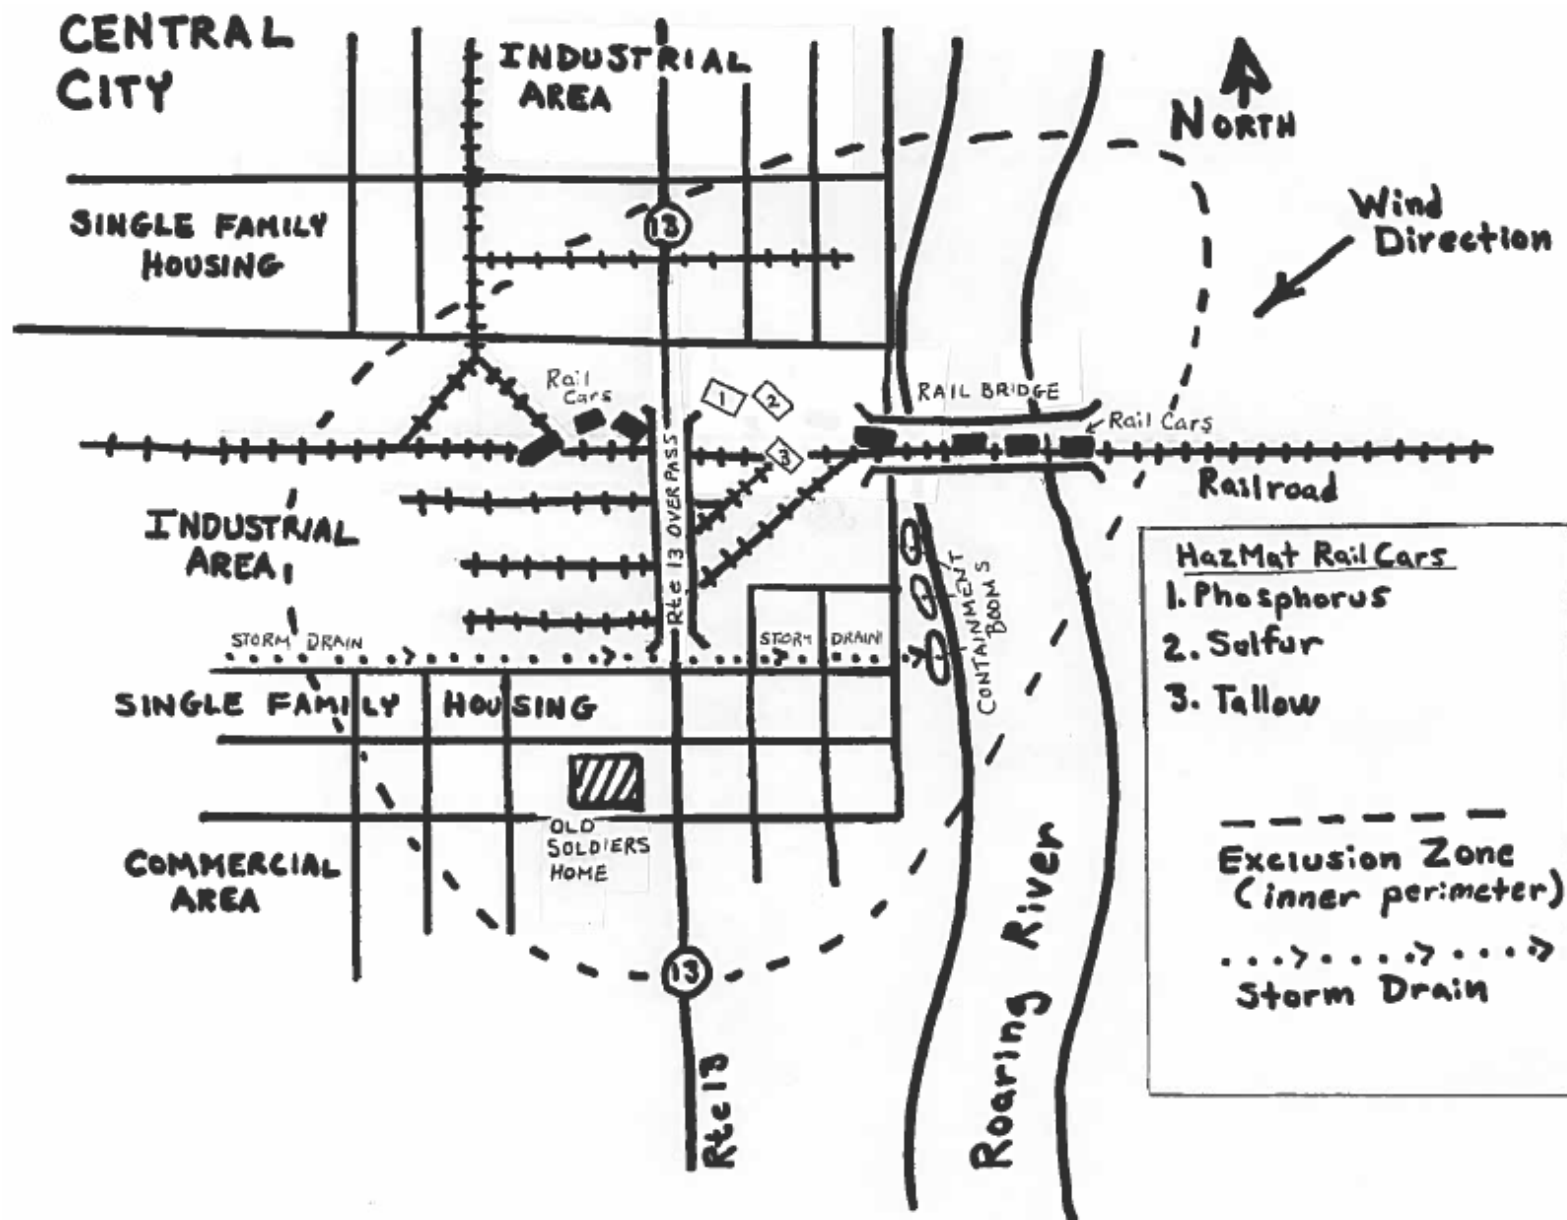 CENTRAL
CITY
INDUSTRIAL
AREA
NORTH
Wind
Direction
SINGLE FAMILY
HOUSING
13
Rail
Cars
1
2
3
RAIL BRIDGE
Rail Cars
Railroad
Rte 13 OVERPASS
INDUSTRIAL
AREA
CONTAINMENT
BOOMS
STORM DRAIN
STORM DRAIN
SINGLE FAMILY HOUSING
OLD
SOLDIERS
HOME
COMMERCIAL
AREA
13
Rte 13
Roaring River
HazMat Rail Cars
1. Phosphorus
2. Sulfur
3. Tallow
Exclusion Zone
(inner perimeter)
Storm Drain